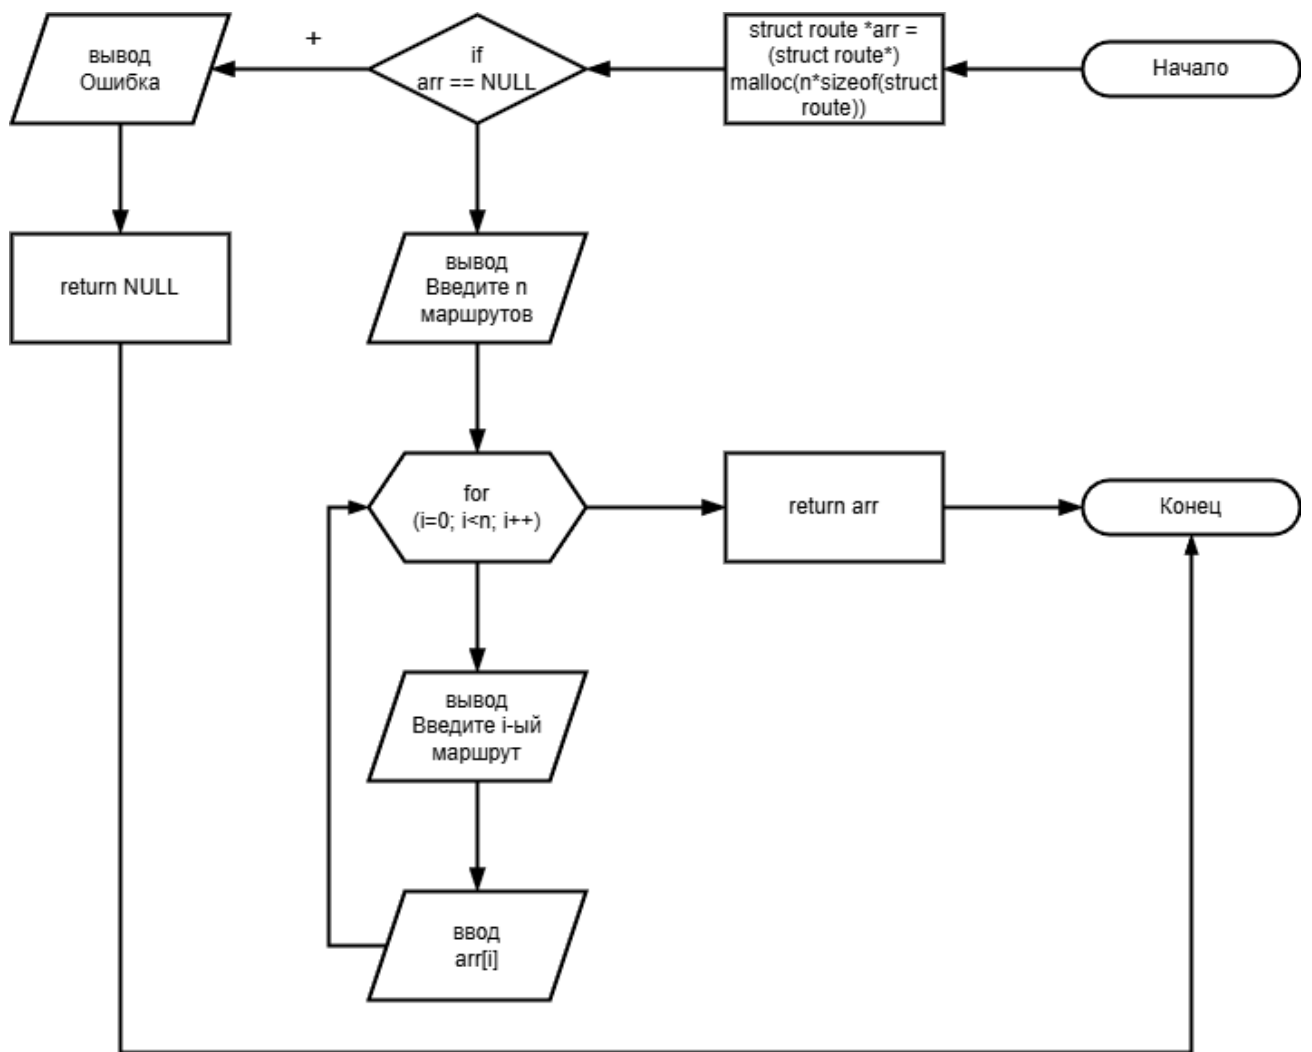 Начало
struct route *arr =
(struct route*)
malloc(n*sizeof(struct
route))
if
arr == NULL
+
вывод
Ошибка
return NULL
вывод
Введите n
маршрутов
for
(i=0; i<n; i++)
return arr
Конец
вывод
Введите i-ый
маршрут
ввод
arr[i]